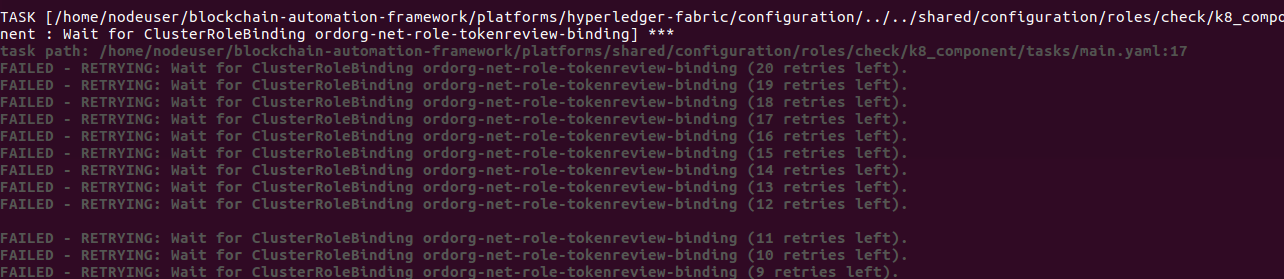 TASK [/home/nodeuser/blockchain-automation-framework/platforms/hyperledger-fabric/configuration/../../shared/configuration/roles/check/k8_compo
nent : Wait for ClusterRoleBinding ordorg-net-role-tokenreview-binding] ***
task path: /home/nodeuser/blockchain-automation-framework/platforms/shared/configuration/roles/check/k8_component/tasks/main.yaml:17
FAILED - RETRYING: Wait for ClusterRoleBinding ordorg-net-role-tokenreview-binding (20 retries left).
FAILED - RETRYING: Wait for ClusterRoleBinding ordorg-net-role-tokenreview-binding (19 retries left).
FAILED - RETRYING: Wait for ClusterRoleBinding ordorg-net-role-tokenreview-binding (18 retries left).
FAILED - RETRYING: Wait for ClusterRoleBinding ordorg-net-role-tokenreview-binding (17 retries left).
FAILED - RETRYING: Wait for ClusterRoleBinding ordorg-net-role-tokenreview-binding (16 retries left).
FAILED - RETRYING: Wait for ClusterRoleBinding ordorg-net-role-tokenreview-binding (15 retries left).
FAILED - RETRYING: Wait for ClusterRoleBinding ordorg-net-role-tokenreview-binding (14 retries left).
FAILED - RETRYING: Wait for ClusterRoleBinding ordorg-net-role-tokenreview-binding (13 retries left).
FAILED - RETRYING: Wait for ClusterRoleBinding ordorg-net-role-tokenreview-binding (12 retries left).
FAILED - RETRYING: Wait for ClusterRoleBinding ordorg-net-role-tokenreview-binding (11 retries left).
FAILED - RETRYING: Wait for ClusterRoleBinding ordorg-net-role-tokenreview-binding (10 retries left).
FAILED - RETRYING: Wait for ClusterRoleBinding ordorg-net-role-tokenreview-binding (9 retries left).